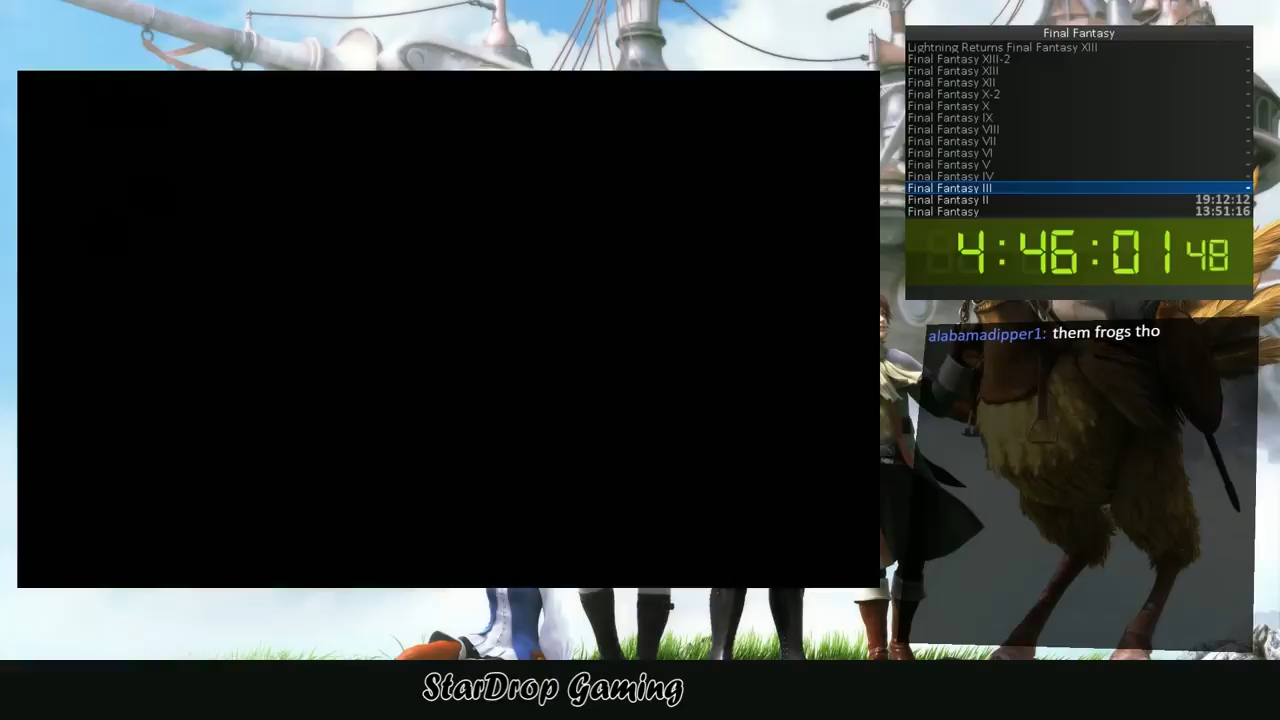 Final Fantasy
Lightning Returns Final Fantasy XIII -
Final Fantasy XIII-2 -
Final Fantasy XIII -
Final Fantasy XII -
Final Fantasy X-2 -
Final Fantasy X -
Final Fantasy IX -
Final Fantasy VIII -
Final Fantasy VII -
Final Fantasy VI -
Final Fantasy V -
Final Fantasy IV -
Final Fantasy III -
Final Fantasy II 19:12:12
Final Fantasy 13:51:16
4:46:01 48
alabamadipper1: them frogs tho
StarDrop Gaming